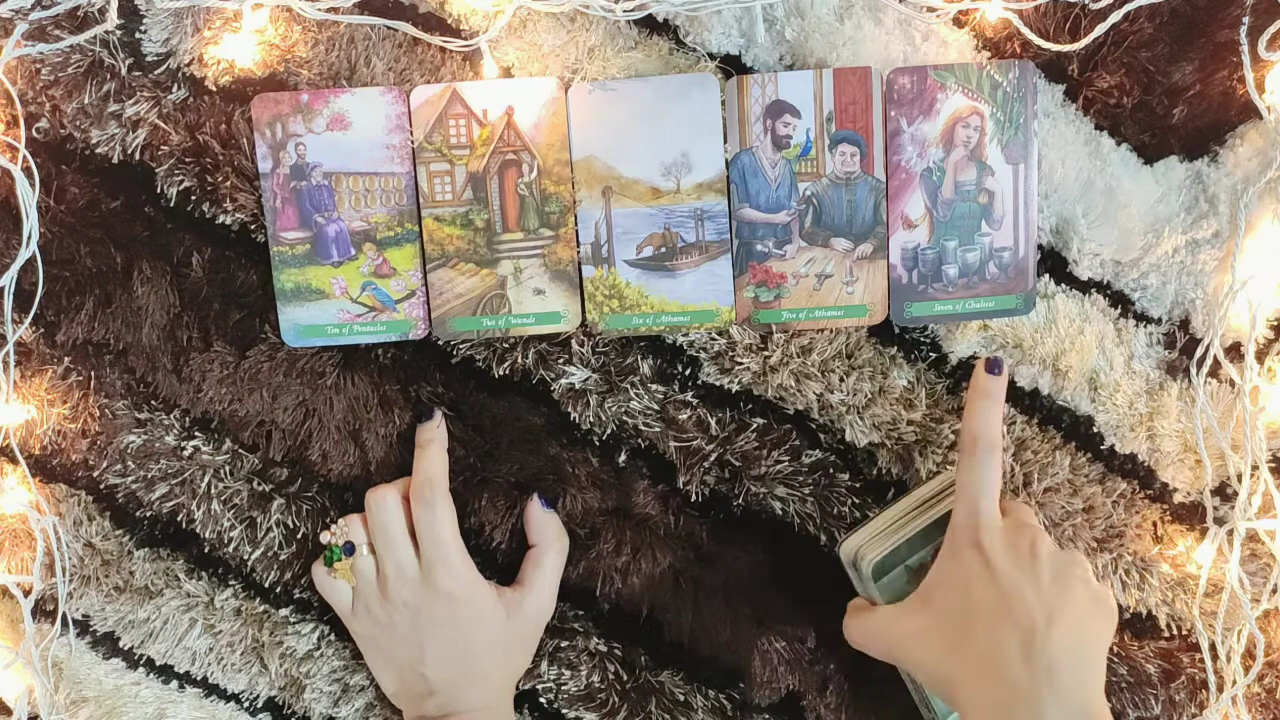 Ten of Pentacles
Two of Wands
Six of Athames
Five of Athames
Seven of Chalices